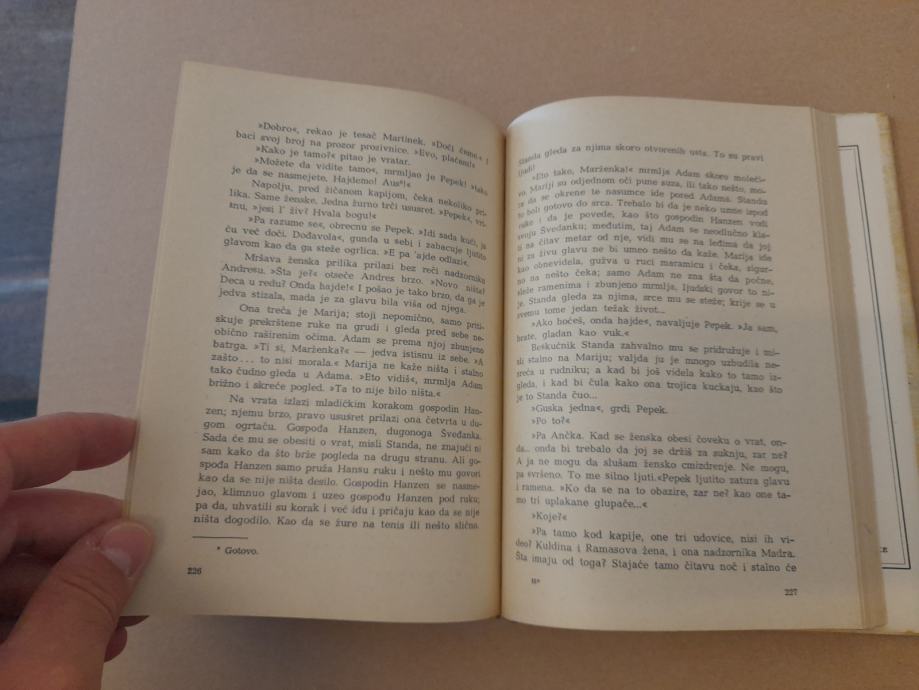 »Dobro«, rekao je tesač Martinek. »Doći ćemo.« I
baci svoj broj na prozor prozivnice. »Evo, plaćam!«
»Kako je tamo?« pitao je vratar.
»Možete da vidite tamo«, mrmljao je Pepek! »tako
je da se nasmejete. Hajdemo! Aus*!«
Napolju, pred žičanom kapijom, čeka nekoliko pri-
lika. Same ženske. Jedna žurno trči ususret. »Pepek«, vri-
snu, »jesi l' živ! Hvala bogu!«
»Pa razume se«, obrecnu se Pepek. »Idi sada kući, ja
ću već doći. Dođavola«, gunđa u sebi i zabacuje ljutito
glavom kao da ga steže ogrlica. »E pa 'ajde odlazi«.
Mršava ženska prilika prilazi bez reči nadzorniku
Andresu. »Šta je?« otseče Andres brzo. »Novo ništa!
Deca u redu? Onda hajde!« I pošao je tako brzo, da ga je
jedva stizala, mada je za glavu bila viša od njega.
Ona treća je Marija; stoji nepomično, samo priti-
skuje prekrštene ruke na grudi i gleda pred sebe ne-
obično raširenim očima. Adam se prema njoj zbunjeno
batrga. »Ti si, Marženka?« — jedva istisnu iz sebe. »A
zašto... to nisi morala.« Marija ne kaže ništa i stalno
tako čudno gleda u Adama. »Eto vidiš«, mrmlja Adam
brižno i skreće pogled. »Ta to nije bilo ništa.«
Na vrata izlazi mladićkim korakom gospodin Han-
zen; njemu brzo, pravo ususret prilazi ona četvrta u du-
gom ogrtaču. Gospođa Hanzen, dugonoga Šveđanka.
Sada će mu se obesiti o vrat, misli Standa, ne znajući ni
sam kako da što brže pogleda na drugu stranu. Ali go-
spođa Hanzen samo pruža Hansu ruku i nešto mu govori
kao da se nije ništa desilo. Gospodin Hanzen se nasme-
jao, klimnuo glavom i uzeo gospođu Hanzen pod ruku;
pa da, uhvatili su korak i već idu i pričaju kao da se nije
ništa dogodilo. Kao da se žure na tenis ili nešto slično.
* Gotovo.
226
Standa gleda za njima skoro otvorenih usta. To su pravi
ljudi!
»Eto tako, Marženka!« mrmlja Adam skoro molećі-
vo. Mariji su odjednom oči pune suza, ili tako nešto, mo-
ra da se okrene te nasumce ide pored Adama. Standa
to boli gotovo do srca. Trebalo bi da je neko uzme ispod
ruke i da je povede, kao što gospodin Hanzen vodi
svoju Šveđanku; međutim, taj Adam se neodlučno kla-
ti na čitav metar od nje, vidi mu se na leđima da joj
ni za živu glavu ne bi umeo nešto da kaže. Marija ide
kao obnevidela, gužva u ruci maramicu i čeka, sigur-
no na nešto čeka; samo Adam ne zna šta da počne,
sleže ramenima i zbunjeno mrmlja, ljudski govor to ni-
je. Standa gleda za njima, srce mu se steže; krije se u
svemu tome jedan težak život...
»Ako hoćeš, onda hajde«, navaljuje Pepek. »Ja sam,
brate, gladan kao vuk.«
Beskućnik Standa zahvalno mu se pridružuje i mi-
sli stalno na Mariju; valjda ju je mnogo uzbudila ne-
sreća u rudniku; a kad bi još videla kako to tamo iz-
gleda, i kad bi čula kako ona trojica kuckaju, kao što
je to Standa čuo...
»Guska jedna«, grdi Pepek.
»Po to?«
»Pa Ančka. Kad se ženska obesi čoveku o vrat, on-
da... onda bi trebalo da joj se držiš za suknju, zar ne?
A ja ne mogu da slušam žensko cmizdrenje. Ne mogu,
pa svršeno. To me silno ljuti.«Pepek ljutito zatura glavu
i ramena. »Ko da se na to obazire, zar ne? kao one ta-
mo tri uplakane glupače...«
»Koje?«
»Pa tamo kod kapije, one tri udovice, nisi ih vi-
deo? Kuldina i Ramasova žena, i ona nadzornika Madra.
Šta imaju od toga? Stajaće tamo čitavu noć i stalno će
227